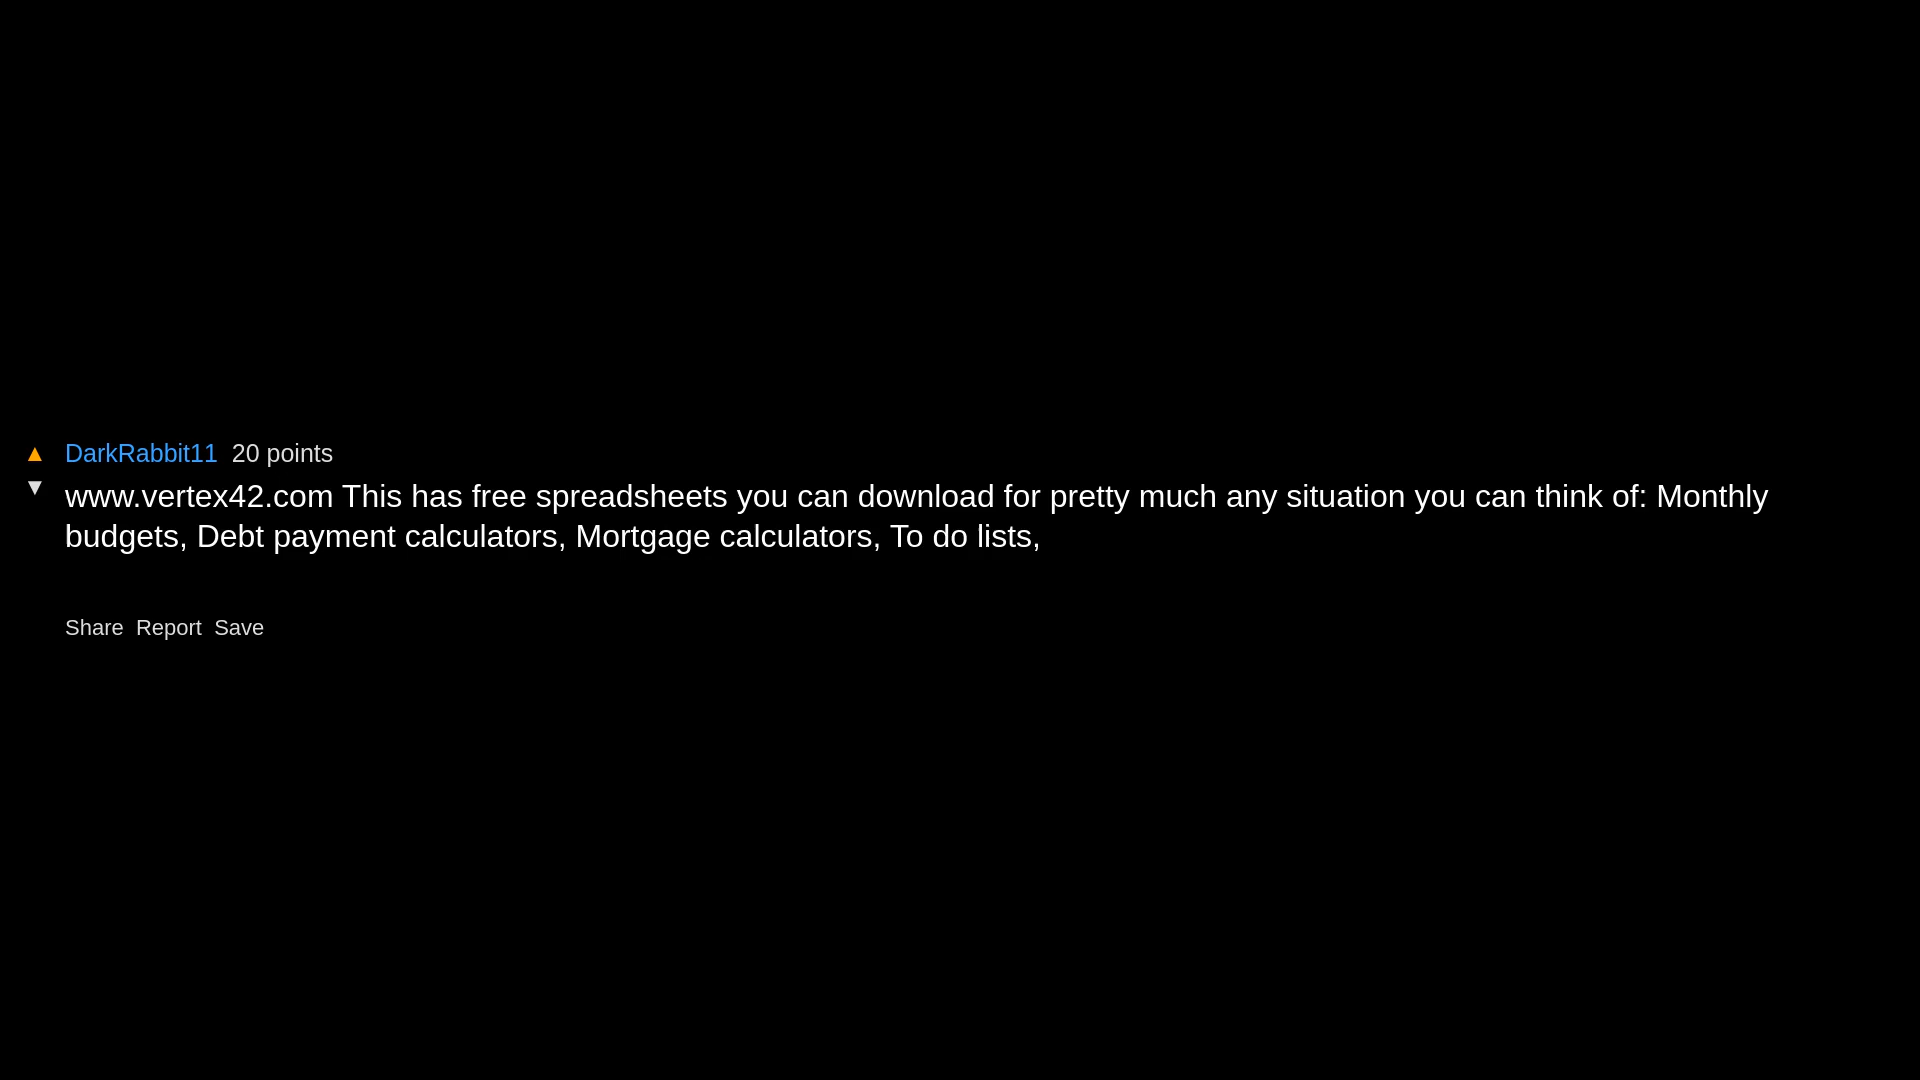 DarkRabbit11 20 points
www.vertex42.com This has free spreadsheets you can download for pretty much any situation you can think of: Monthly
budgets, Debt payment calculators, Mortgage calculators, To do lists,
Share Report Save